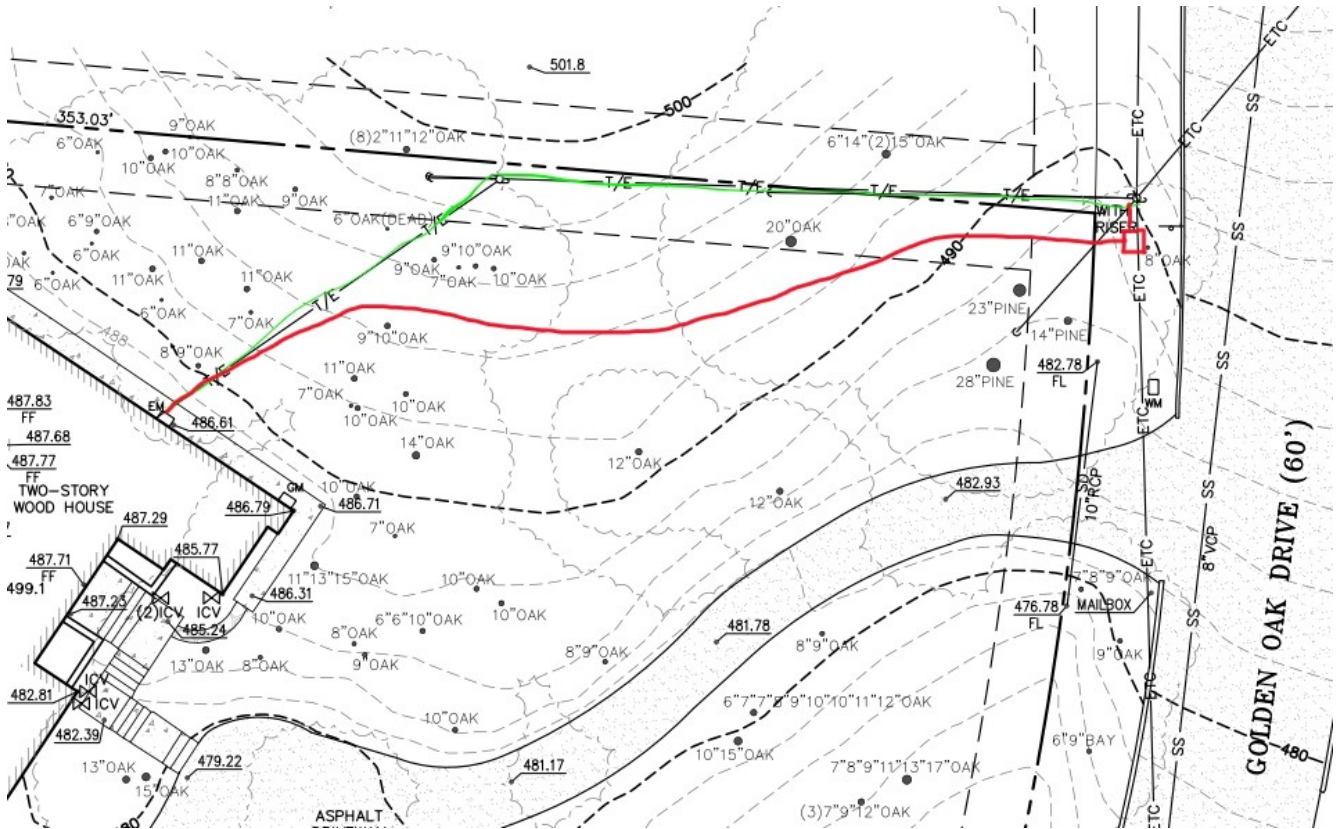 501.8
500
353.03'
9"OAK
(8)2"11"12"OAK
6"14"(2)15"OAK
ETC
SS
ETC
ETC
6"OAK
10"OAK
10"OAK
8"8"OAK
7"OAK
9"OAK
11"OAK
T/E
T/E
T/E
T/E
WITH
RISER
6"9"OAK
6"OAK(DEAD)
20"OAK
SS
6"OAK
11"OAK
9"10"OAK
490
8"OAK
11"OAK
9"OAK
7"OAK
10"OAK
6"OAK
11"OAK
ETC
79
6"OAK
7"OAK
T/E
23"PINE
SS
488
9"10"OAK
14"PINE
8"9"OAK
T/E
11"OAK
28"PINE
482.78
FL
487.83
FF
EM
486.61
7"OAK
10"OAK
10"OAK
WM
ETC
487.68
487.77
FF
14"OAK
12"OAK
TWO-STORY
WOOD HOUSE
GM
10"OAK
12"OAK
482.93
SD
10"RCP
SS
486.79
486.71
487.29
7"OAK
8"VCP
SS
GOLDEN OAK DRIVE (60')
487.71
FF
485.77
11"13"15"OAK
ETC
499.1
487.23
(2)ICV
ICV
486.31
10"OAK
10"OAK
7"8"9"OAK
MAILBOX
476.78
FL
485.24
10"OAK
6"6"10"OAK
481.78
8"9"OAK
SS
13"OAK
8"OAK
8"OAK
9"OAK
8"9"OAK
9"OAK
482.81
ICV
ICV
ETC
6"7"7"8"9"10"10"11"12"OAK
482.39
10"OAK
10"15"OAK
6"9"BAY
SS
480
13"OAK
15"OAK
479.22
481.17
7"8"9"11"13"17"OAK
(3)7"9"12"OAK
ASPHALT
ETC